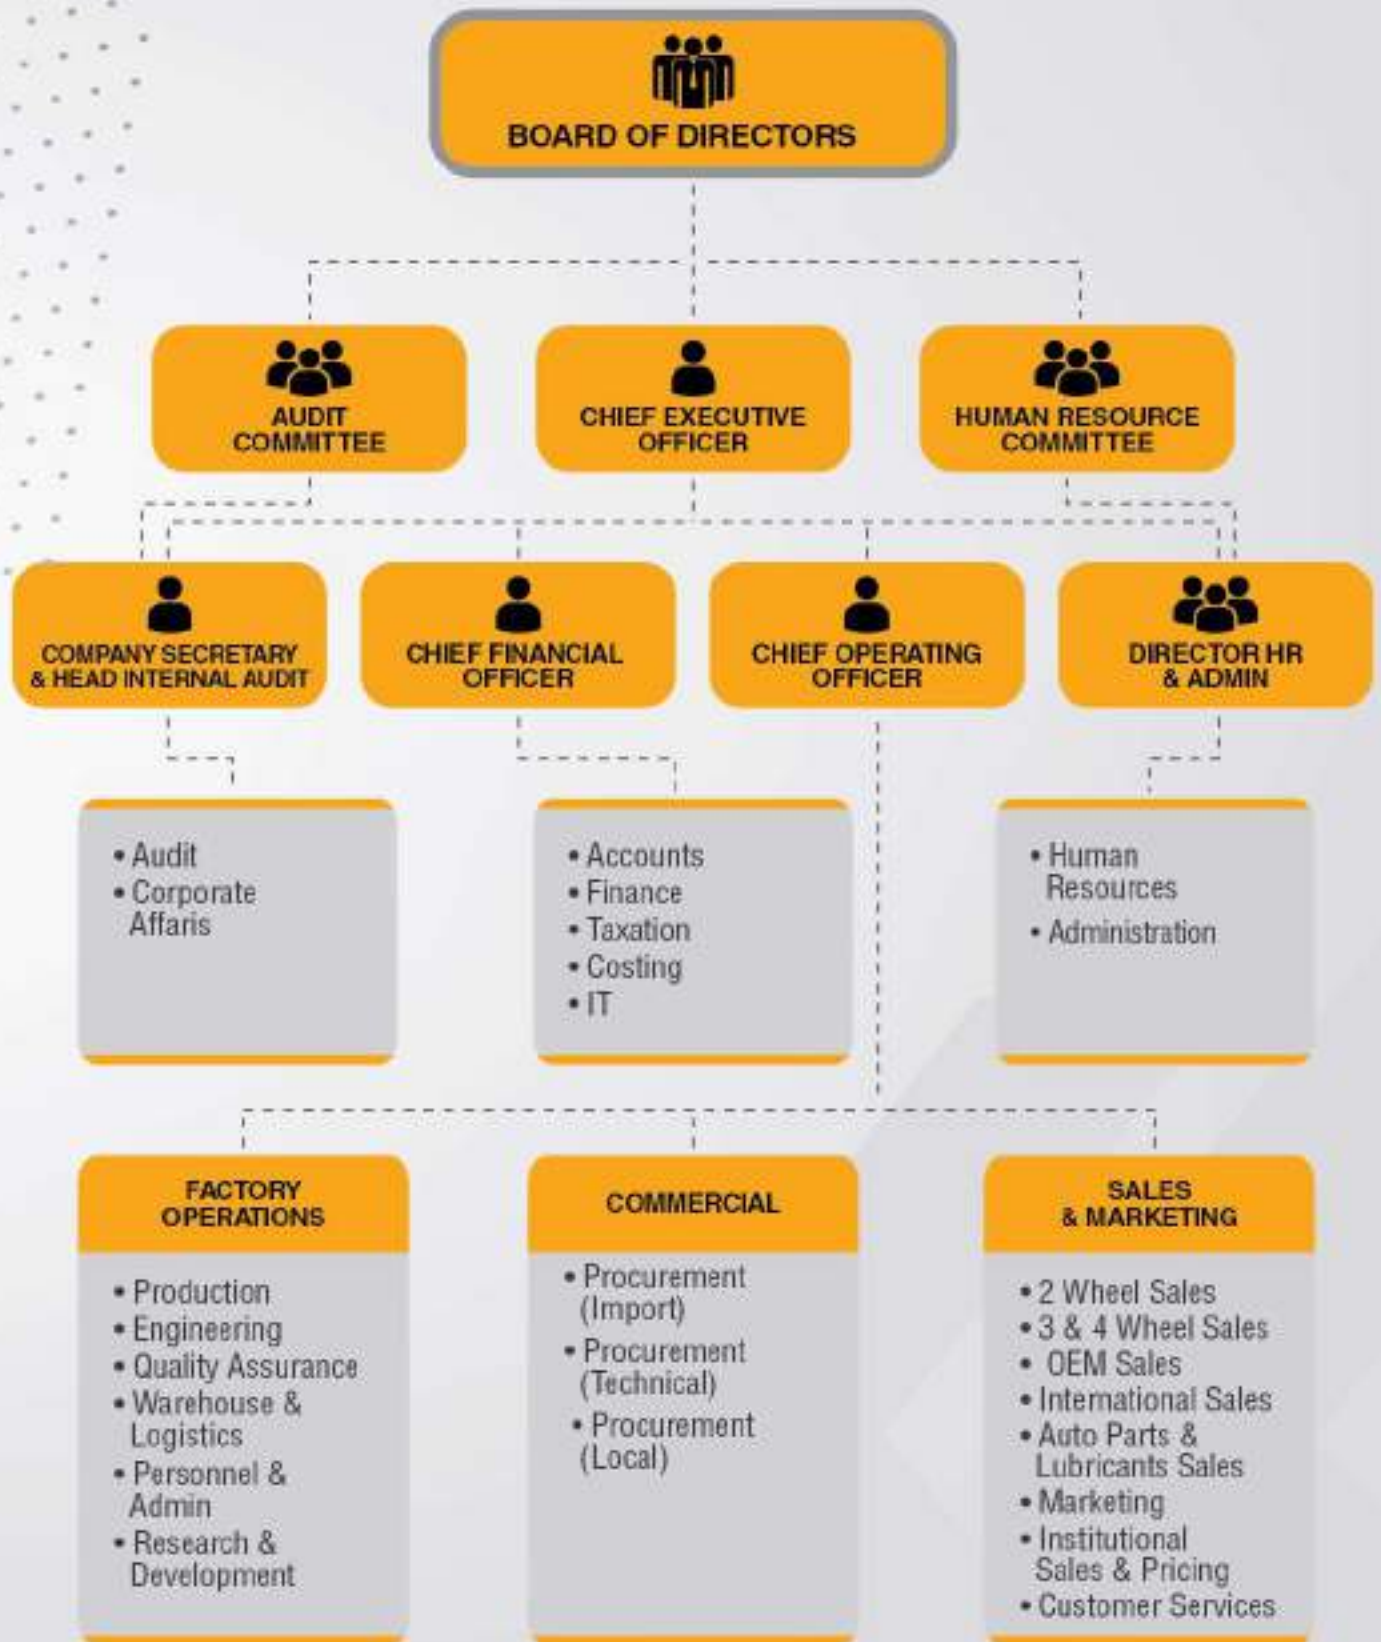 BOARD OF DIRECTORS
AUDIT
COMMITTEE
CHIEF EXECUTIVE
OFFICER
HUMAN RESOURCE
COMMITTEE
COMPANY SECRETARY
& HEAD INTERNAL AUDIT
CHIEF FINANCIAL
OFFICER
CHIEF OPERATING
OFFICER
DIRECTOR HR
& ADMIN
• Audit
• Corporate
Affaris
• Accounts
• Finance
• Taxation
• Costing
• IT
• Human
Resources
• Administration
FACTORY
OPERATIONS
• Production
• Engineering
• Quality Assurance
• Warehouse &
Logistics
• Personnel &
Admin
• Research &
Development
COMMERCIAL
• Procurement
(Import)
• Procurement
(Technical)
• Procurement
(Local)
SALES
& MARKETING
• 2 Wheel Sales
• 3 & 4 Wheel Sales
• OEM Sales
• International Sales
• Auto Parts &
Lubricants Sales
• Marketing
• Institutional
Sales & Pricing
• Customer Services